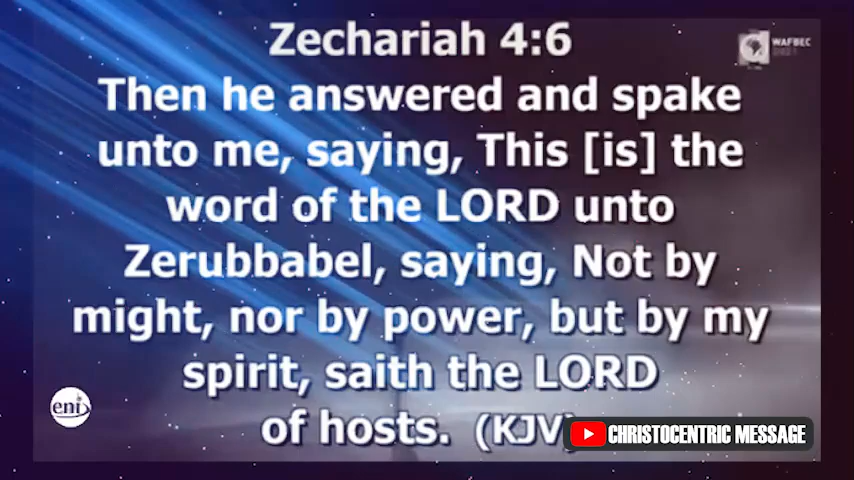 Zechariah 4:6
WAFBEC
Then he answered and spake
unto me, saying, This [is] the
word of the LORD unto
Zerubbabel, saying, Not by
might, nor by power, but by my
spirit, saith the LORD
of hosts. (KJV)
eni
CHRISTOCENTRIC MESSAGE